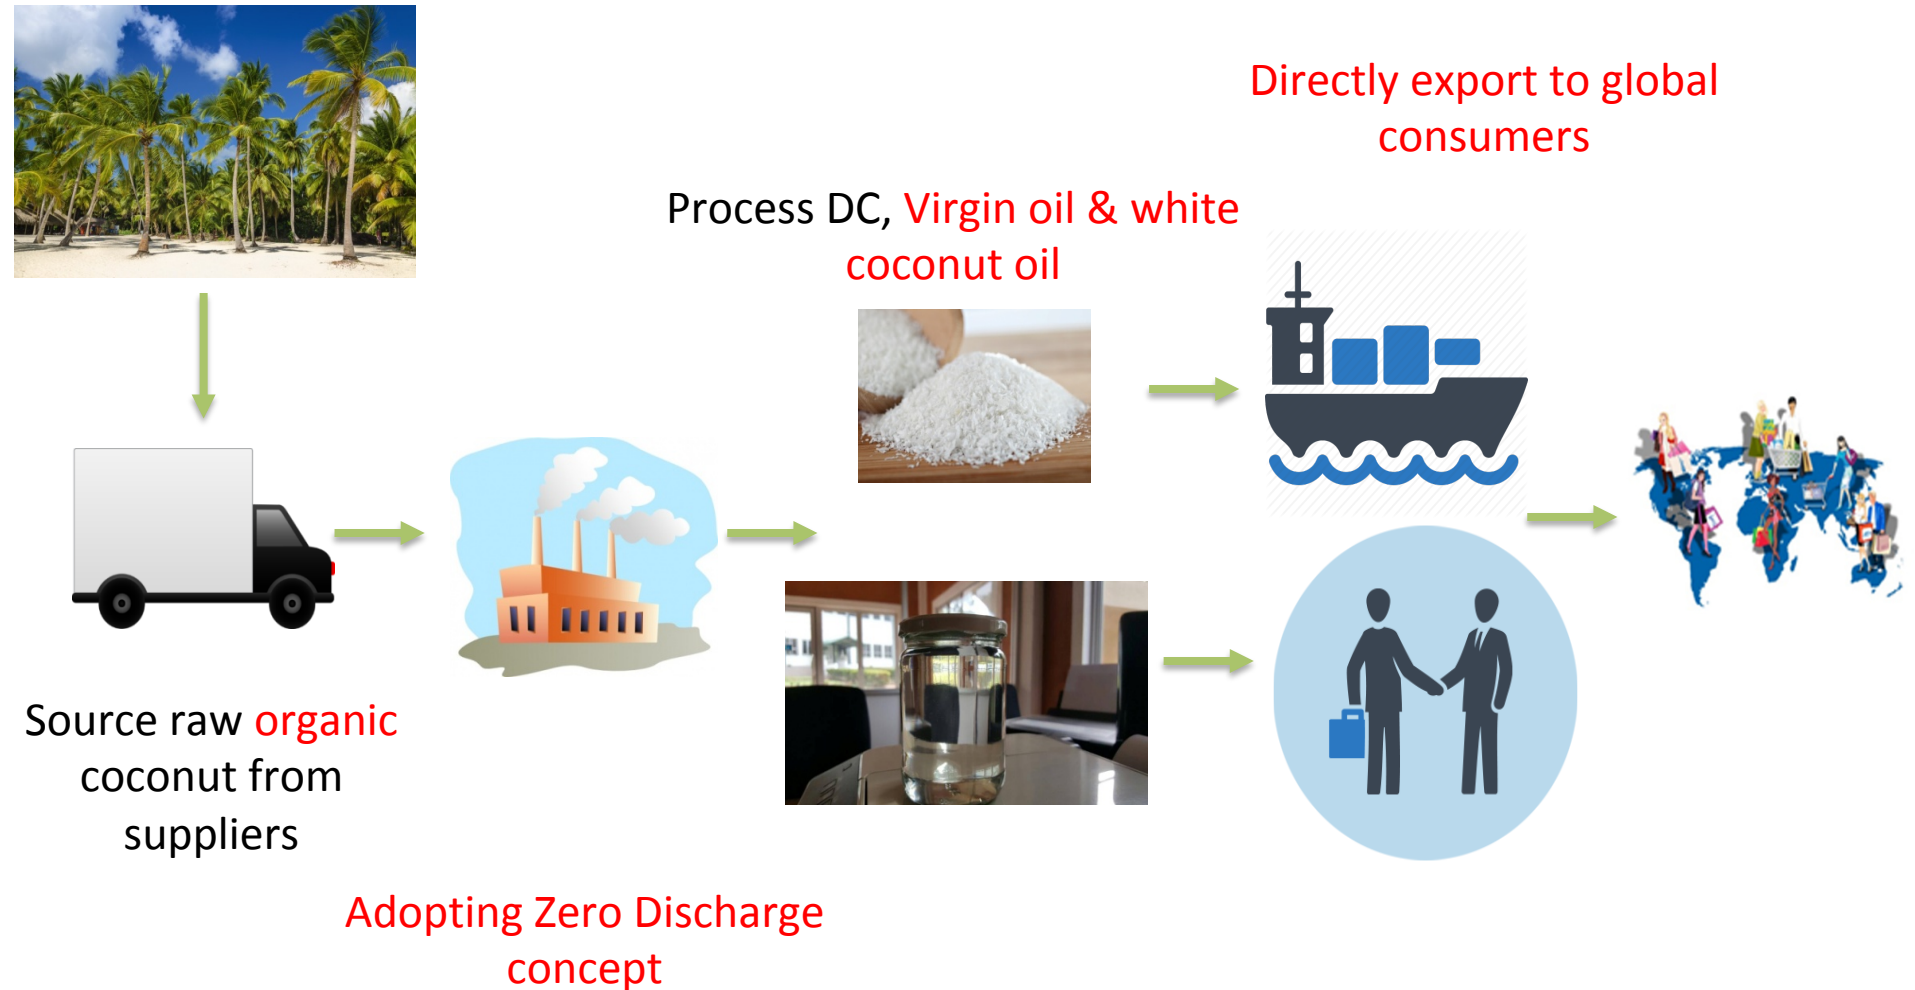 Directly export to global
consumers
Process DC, Virgin oil & white
coconut oil
Source raw organic
coconut from
suppliers
Adopting Zero Discharge
concept